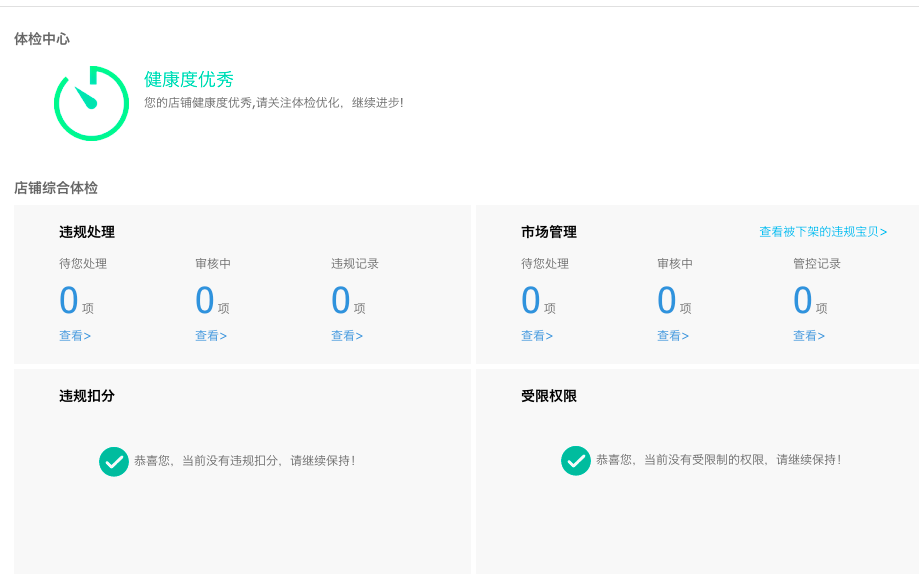 体检中心
健康度优秀
您的店铺健康度优秀,请关注体检优化，继续进步!
店铺综合体检
违规处理
待您处理 审核中 违规记录
0 项 0 项 0 项
查看> 查看> 查看>
市场管理 查看被下架的违规宝贝>
待您处理 审核中 管控记录
0 项 0 项 0 项
查看> 查看> 查看>
违规扣分
恭喜您，当前没有违规扣分，请继续保持!
受限权限
恭喜您，当前没有受限制的权限，请继续保持!